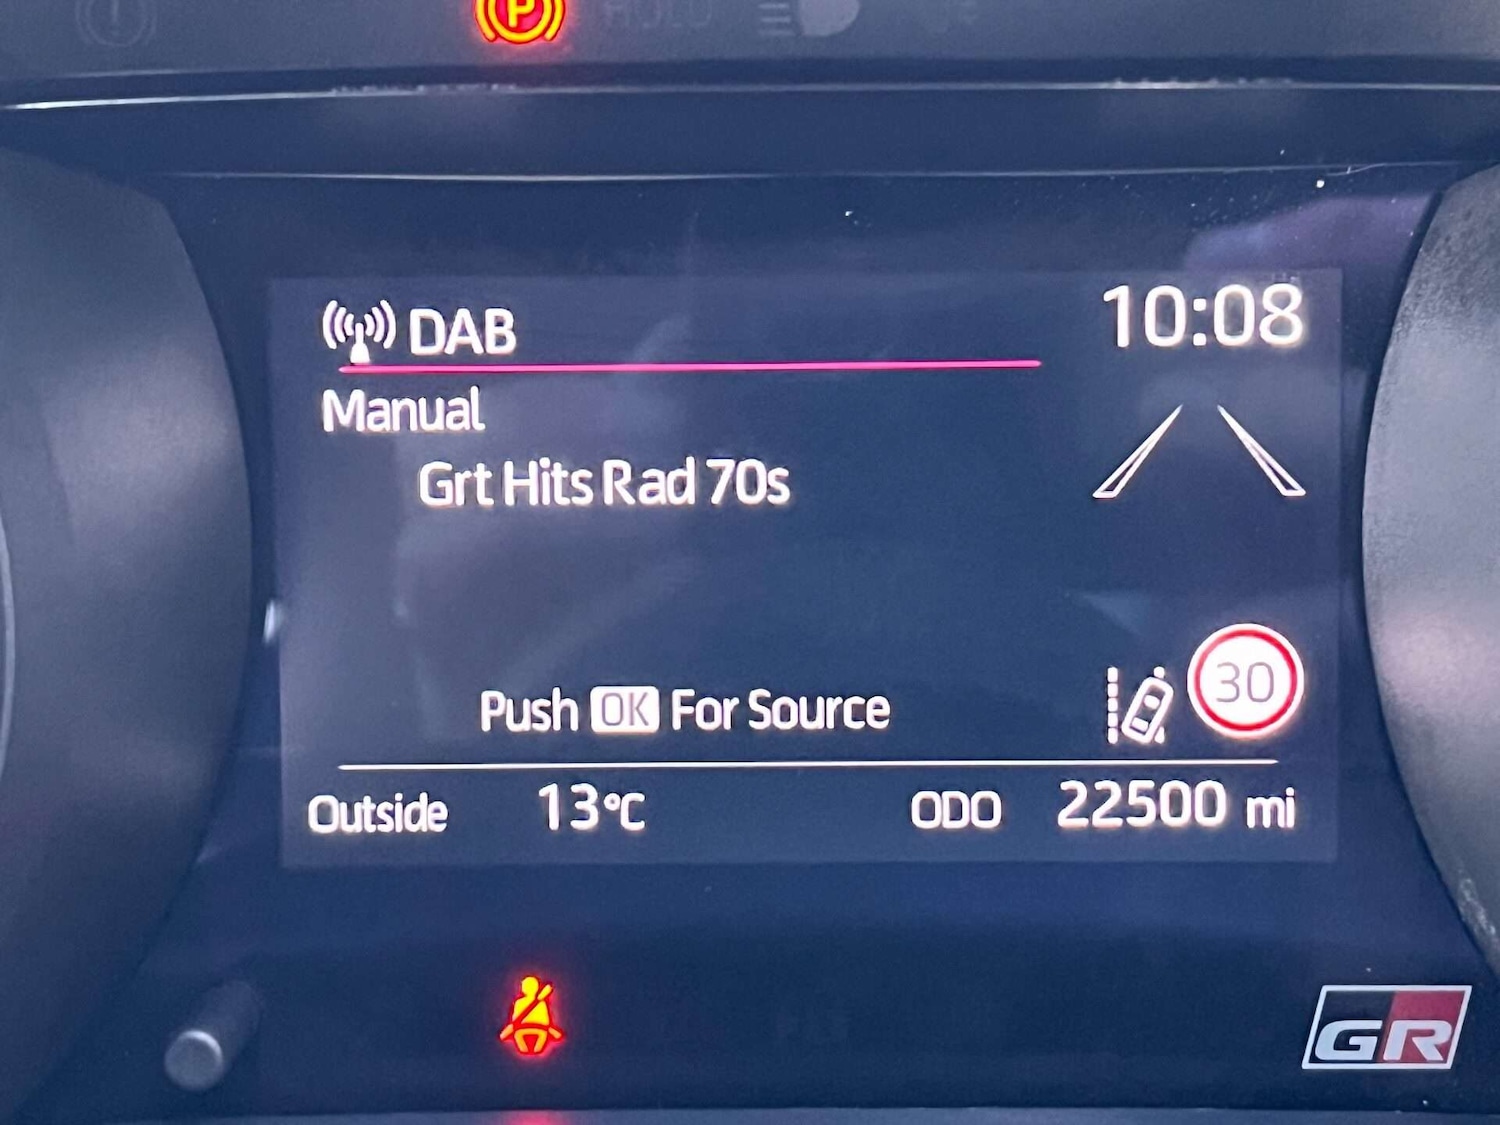 P HOLD
DAB
10:08
Manual
Grt Hits Rad 70s
Push OK For Source
30
Outside 13°C ODO 22500 mi
GR